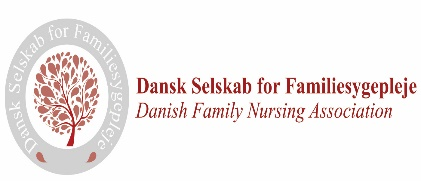 Dansk Selskab for Familiesygepleje
Dansk Selskab for Familiesygepleje
Danish Family Nursing Association